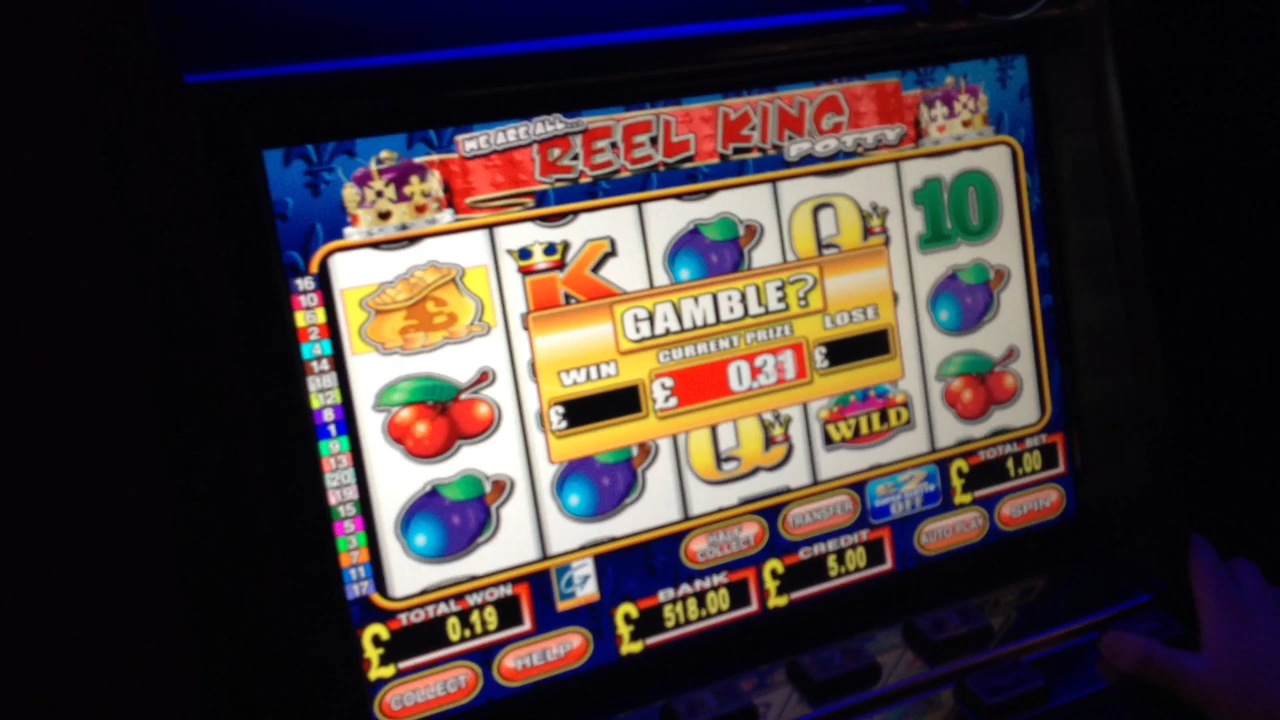 WE ARE ALL...
REEL KING
POTTY
K
Q
10
GAMBLE?
WIN
CURRENT PRIZE
LOSE
£
£
£
Q
WILD
16
10
6
2
4
14
18
12
8
1
9
13
20
19
15
5
3
7
11
17
TOTAL BET
£ 1.00
HALF COLLECT
TRANSFER
OFF
AUTO PLAY
SPIN
TOTAL WON
£ 0.19
BANK
£ 518.00
CREDIT
£ 5.00
COLLECT
HELP